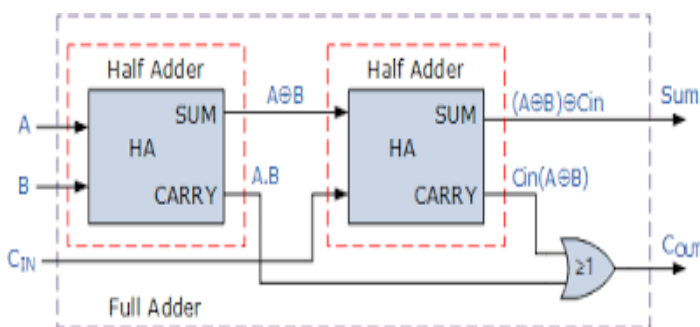 Half Adder
Half Adder
A⊕B
(A⊕B)⊕Cin
Sum
SUM
SUM
A
HA
HA
B
A.B
Cin(A⊕B)
CARRY
CARRY
CIN
≥1
COUT
Full Adder